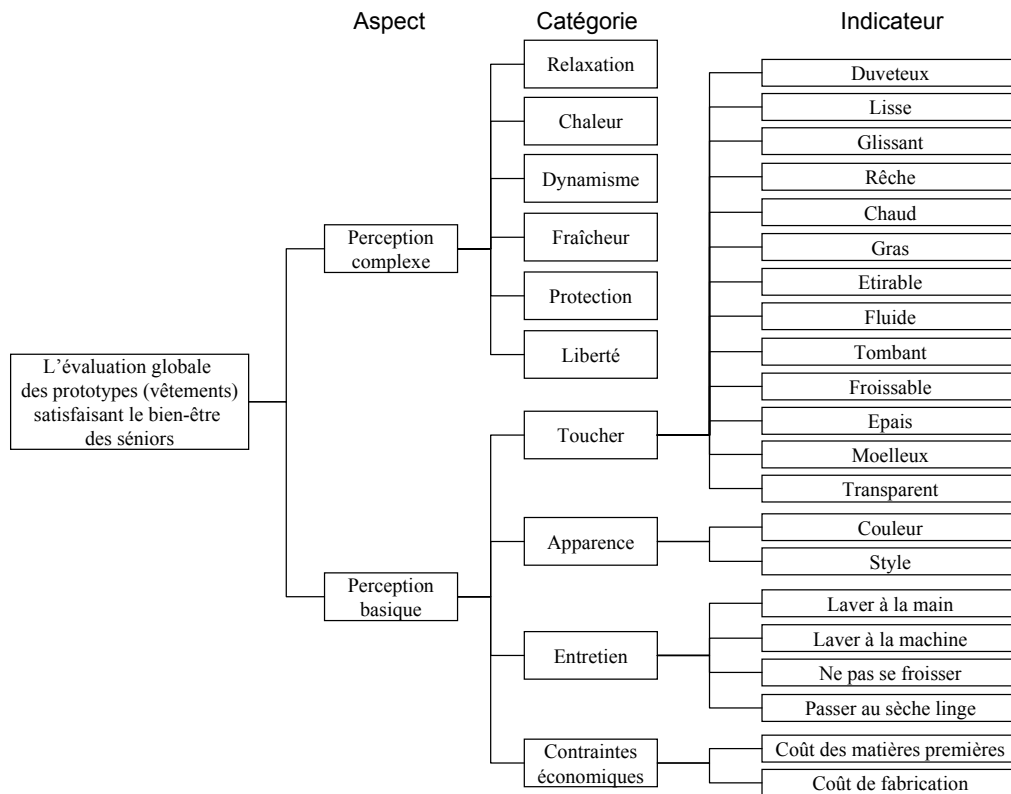 Aspect
Catégorie
Indicateur
L'évaluation globale
des prototypes (vêtements)
satisfaisant le bien-être
des séniors
Perception
complexe
Perception
basique
Relaxation
Chaleur
Dynamisme
Fraîcheur
Protection
Liberté
Toucher
Apparence
Entretien
Contraintes
économiques
Duveteux
Lisse
Glissant
Rêche
Chaud
Gras
Etirable
Fluide
Tombant
Froissable
Epais
Moelleux
Transparent
Couleur
Style
Laver à la main
Laver à la machine
Ne pas se froisser
Passer au sèche linge
Coût des matières premières
Coût de fabrication